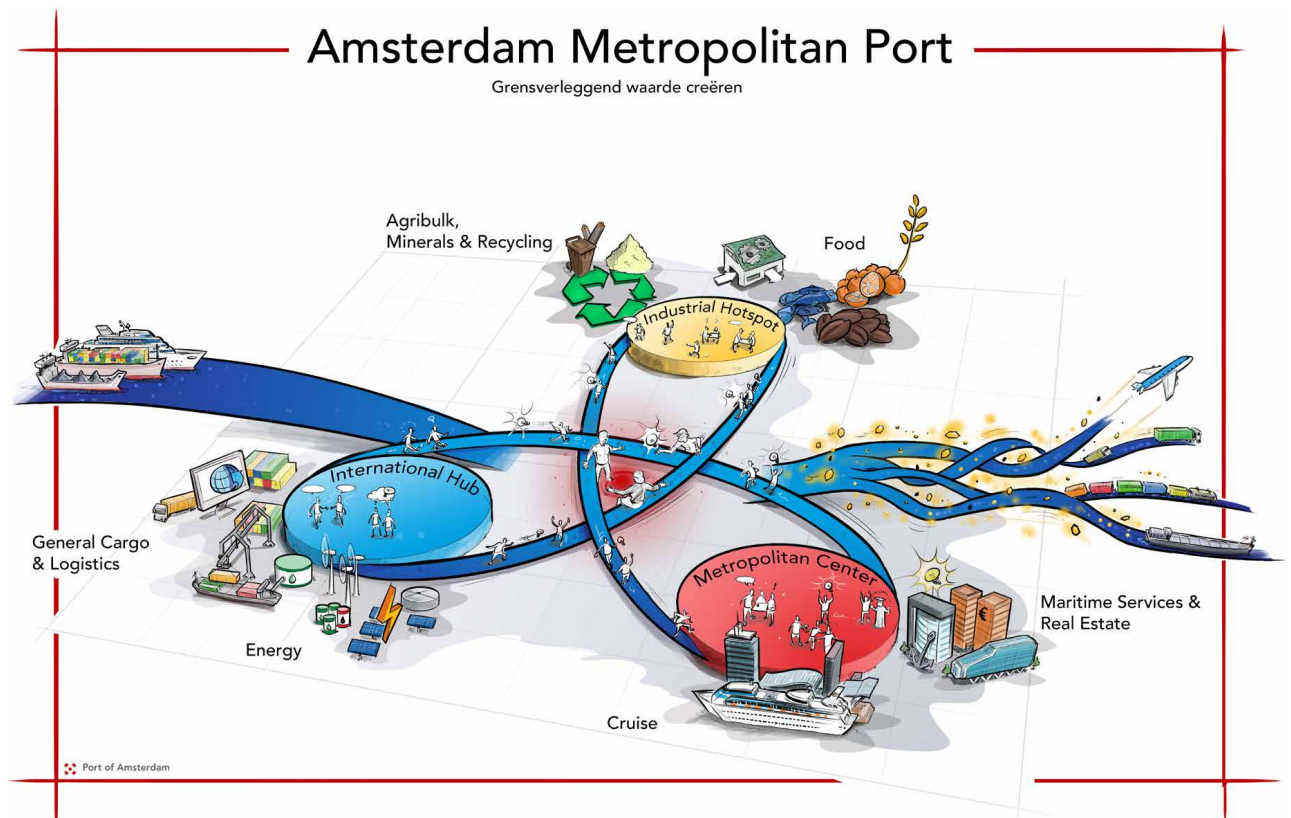 Amsterdam Metropolitan Port
Grensverleggend waarde creëren
Agribulk,
Minerals & Recycling
Food
Industrial Hotspot
International Hub
General Cargo
& Logistics
Metropolitan Center
€
Maritime Services &
Real Estate
Energy
Cruise
Port of Amsterdam